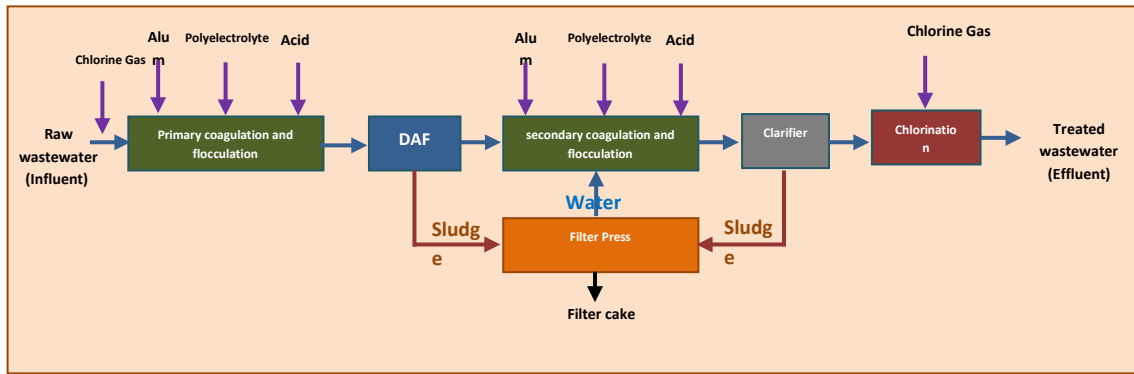 Chlorine Gas
Alu
m
Polyelectrolyte
Acid
Alu
m
Polyelectrolyte
Acid
Chlorine Gas
Raw
wastewater
(Influent)
Primary coagulation and
flocculation
DAF
secondary coagulation and
flocculation
Clarifier
Chlorinatio
n
Treated
wastewater
(Effluent)
Water
Sludg
e
Filter Press
Sludg
e
Filter cake